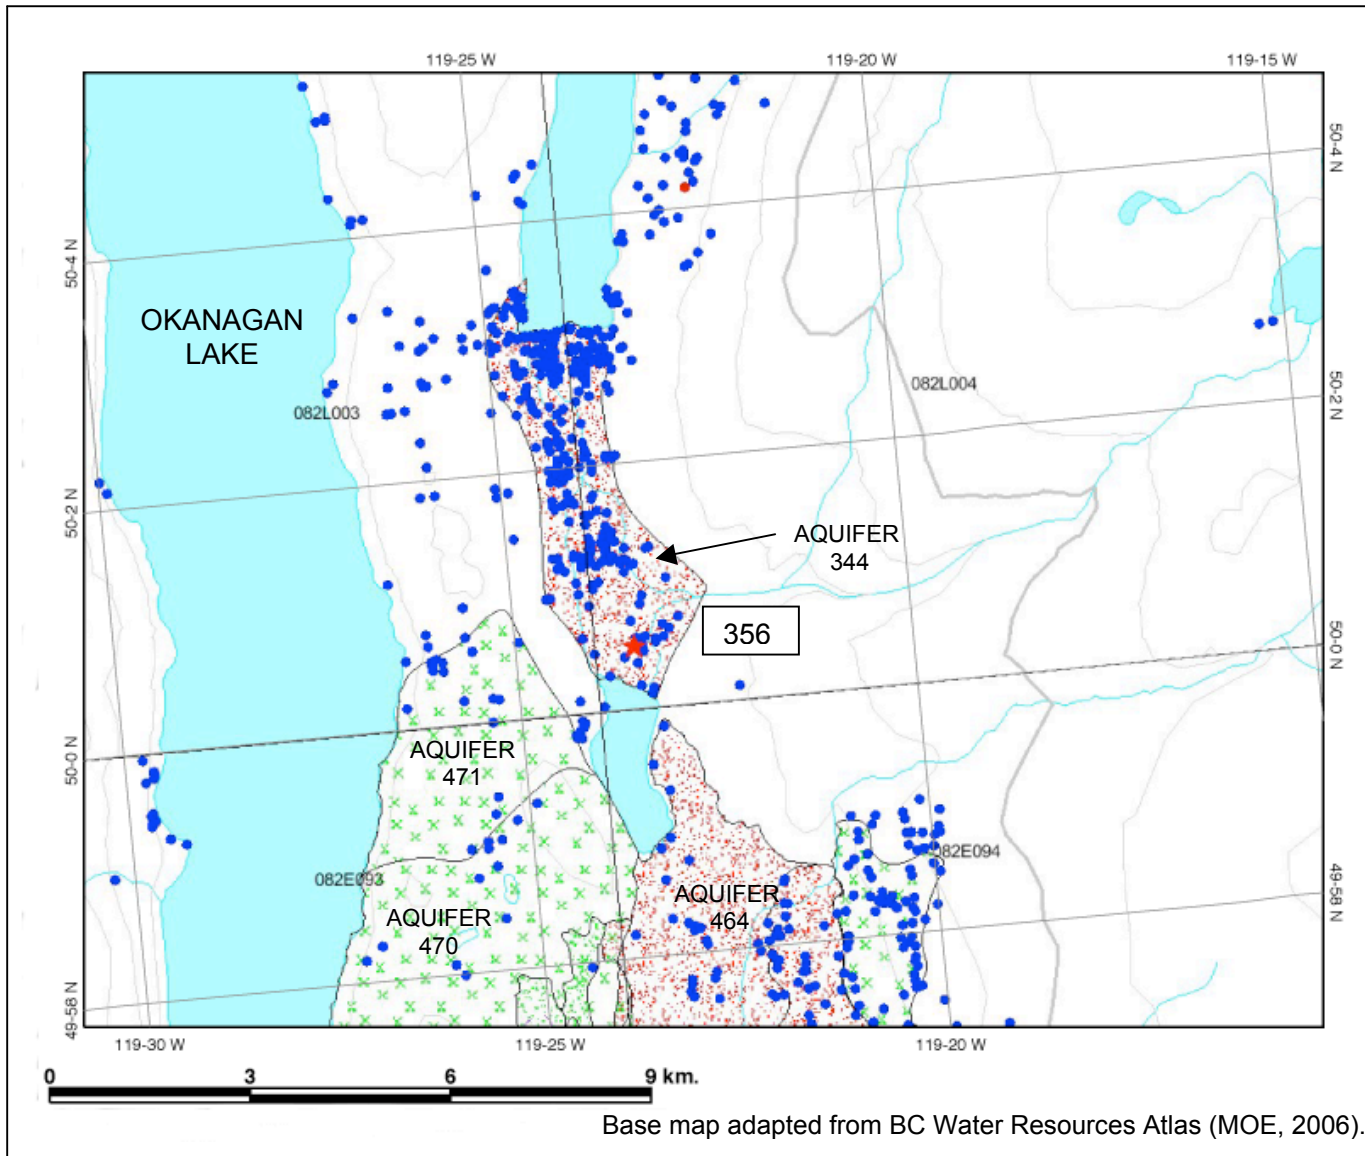 119-25 W
119-20 W
119-15 W
50-4 N
50-04 N
OKANAGAN
LAKE
082L003
082L004
50-2 N
50-2 N
AQUIFER
344
356
50-0 N
50-0 N
AQUIFER
471
082E093
082E094
AQUIFER
470
AQUIFER
464
49-58 N
49-58 N
119-30 W
119-25 W
119-20 W
0 3 6 9 km.
Base map adapted from BC Water Resources Atlas (MOE, 2006).